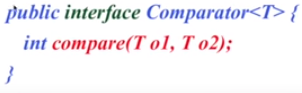 public interface Comparator<T> {
int compare(T o1, T o2);
}